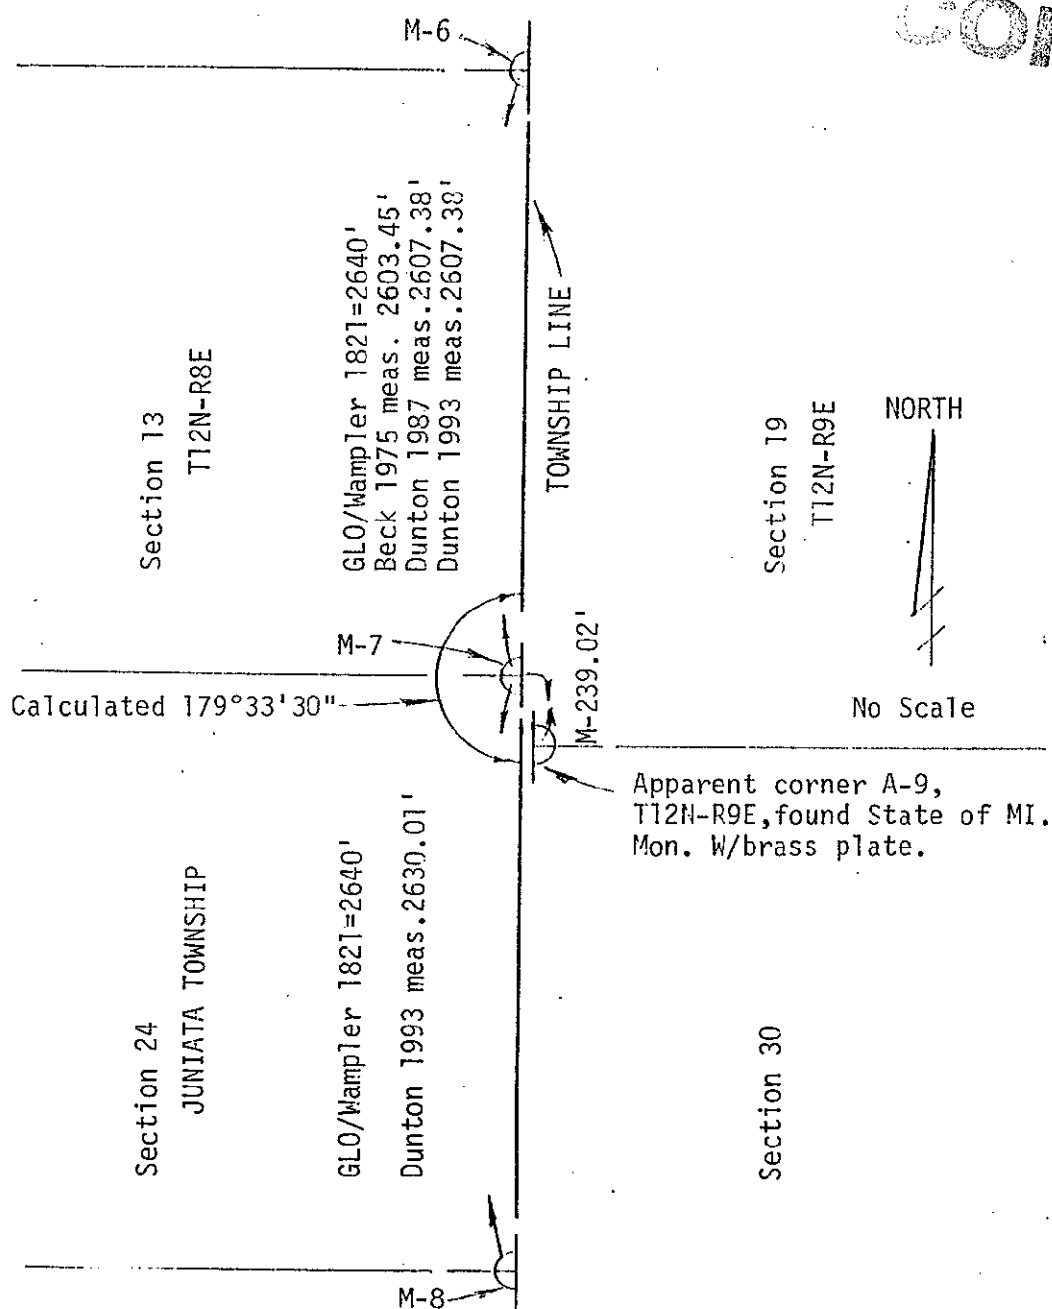 M-6
Section 13
T12N-R8E
GLO/Wampler 1821=2640'
Beck 1975 meas. 2603.45'
Dunton 1987 meas.2607.38'
Dunton 1993 meas.2607.38'
TOWNSHIP LINE
Section 19
T12N-R9E
NORTH
No Scale
M-7
Calculated 179°33'30"
M-239.02'
Apparent corner A-9,
T12N-R9E,found State of MI.
Mon. W/brass plate.
Section 24
JUNIATA TOWNSHIP
GLO/Wampler 1821=2640'
Dunton 1993 meas.2630.01'
Section 30
M-8